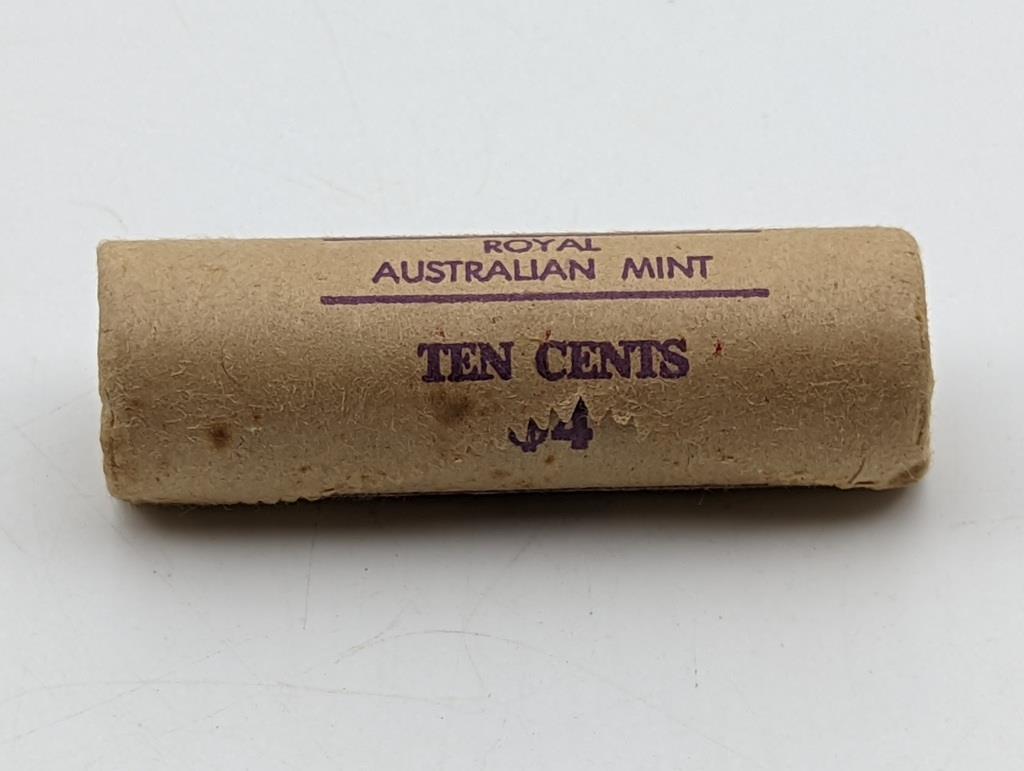 ROYAL
AUSTRALIAN MINT
TEN CENTS
$4